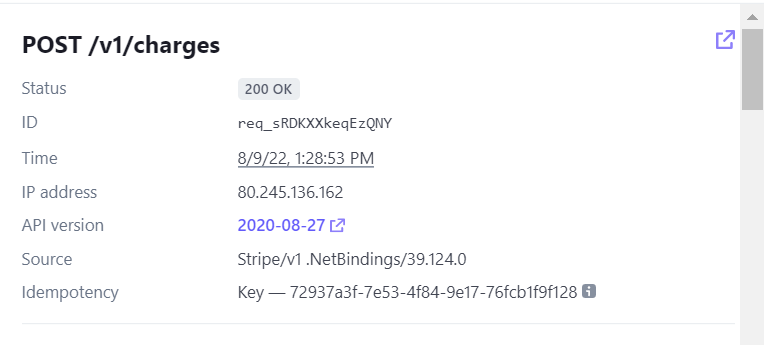 POST /v1/charges
Status 200 OK
ID req_sRDKXXkeqEzQNY
Time 8/9/22, 1:28:53 PM
IP address 80.245.136.162
API version 2020-08-27
Source Stripe/v1 .NetBindings/39.124.0
Idempotency Key — 72937a3f-7e53-4f84-9e17-76fcb1f9f128